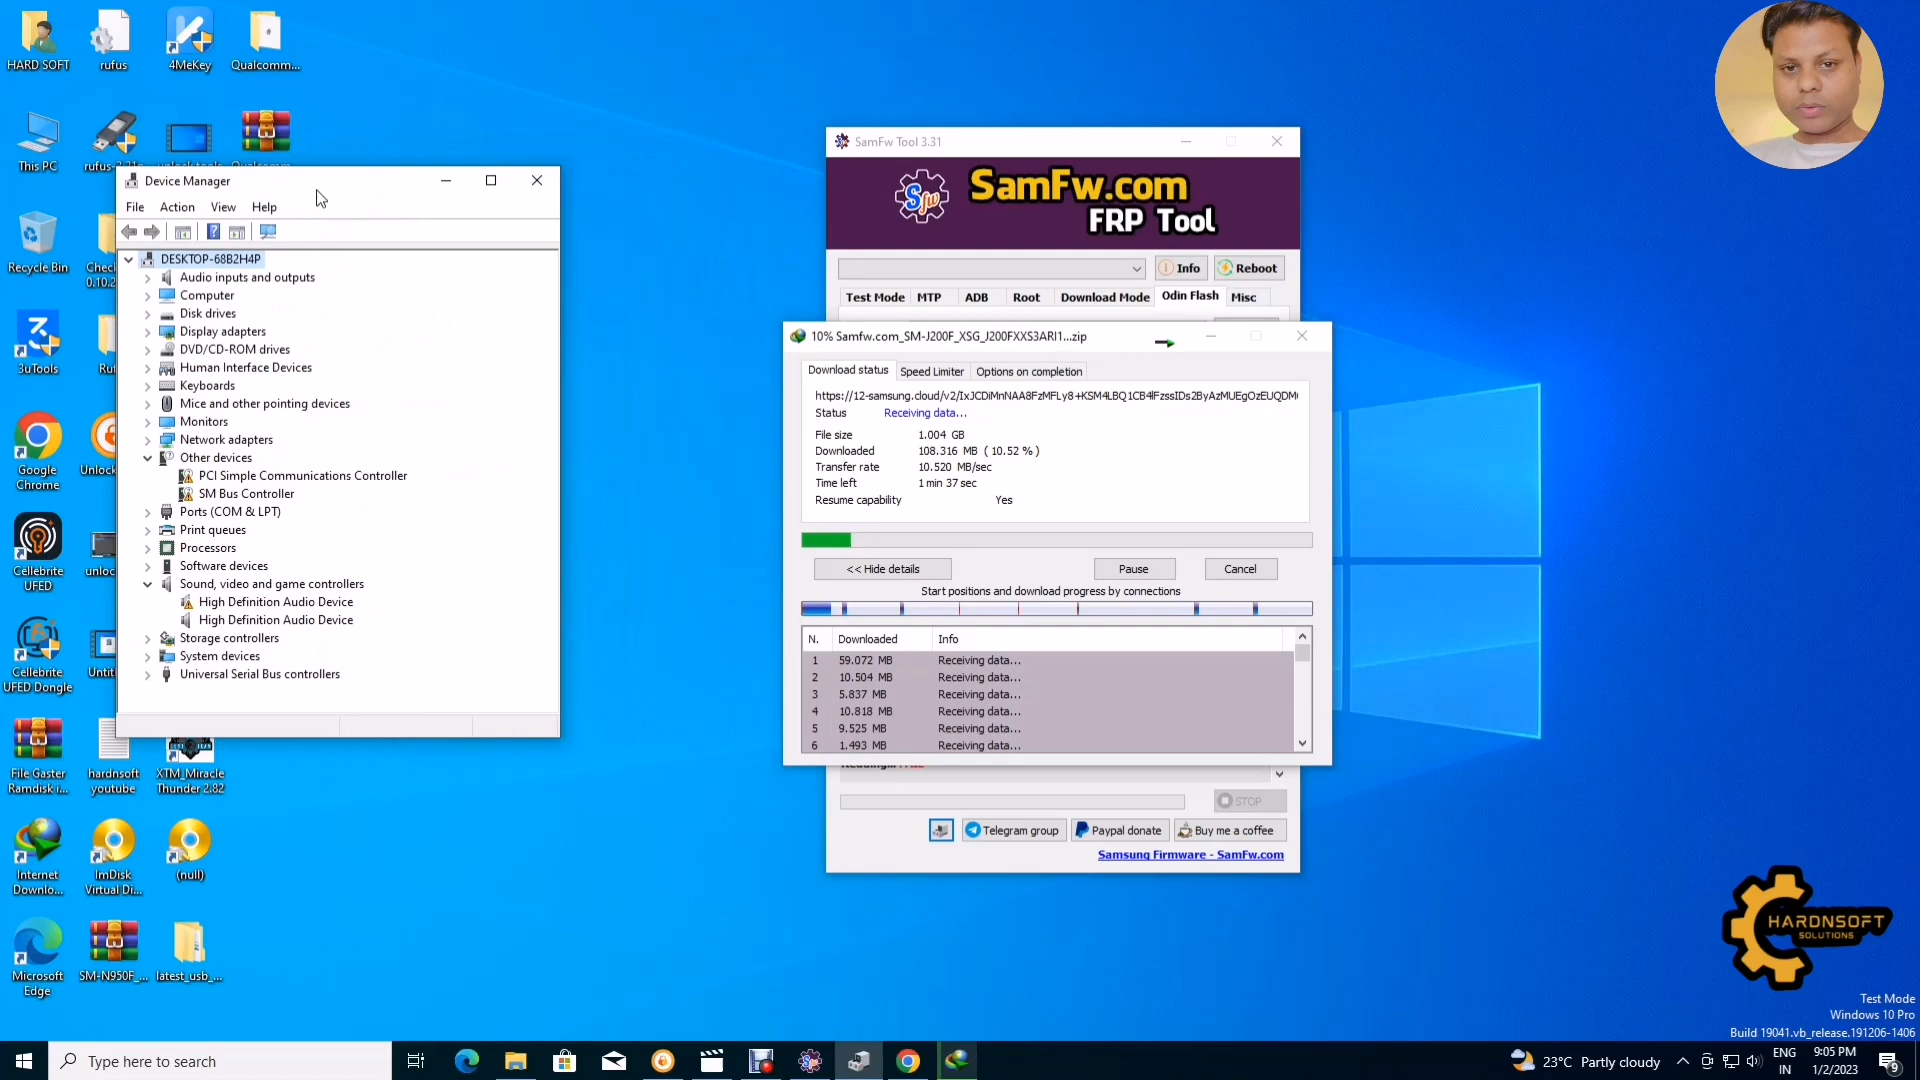 HARD SOFT
rufus
4MeKey
Qualcomm...
This PC
Recycle Bin
3uTools
Google
Chrome
Cellebrite
UFED
Cellebrite
UFED Dongle
File Gaster
Ramdisk i...
hardnsoft
youtube
XTM_Miracle
Thunder 2.82
Internet
Downlo...
ImDisk
Virtual Di...
(null)
Microsoft
Edge
SM-N950F_...
latest_usb_...
Device Manager
File Action View Help
DESKTOP-68B2H4P
Audio inputs and outputs
Computer
Disk drives
Display adapters
DVD/CD-ROM drives
Human Interface Devices
Keyboards
Mice and other pointing devices
Monitors
Network adapters
Other devices
PCI Simple Communications Controller
SM Bus Controller
Ports (COM & LPT)
Print queues
Processors
Software devices
Sound, video and game controllers
High Definition Audio Device
High Definition Audio Device
Storage controllers
System devices
Universal Serial Bus controllers
SamFw Tool 3.31
SamFw.com
FRP Tool
Info Reboot
Test Mode MTP ADB Root Download Mode Odin Flash Misc
10% Samfw.com_SM-J200F_XSG_J200FXXS3ARI1...zip
Download status Speed Limiter Options on completion
Status Receiving data...
File size 1.004 GB
Downloaded 108.316 MB ( 10.52 % )
Transfer rate 10.520 MB/sec
Time left 1 min 37 sec
Resume capability Yes
<< Hide details Pause Cancel
Start positions and download progress by connections
N. Downloaded Info
1 59.072 MB Receiving data...
2 10.504 MB Receiving data...
3 5.837 MB Receiving data...
4 10.818 MB Receiving data...
5 9.525 MB Receiving data...
6 1.493 MB Receiving data...
STOP
Telegram group Paypal donate Buy me a coffee
Samsung Firmware - SamFw.com
HARDNSOFT
SOLUTIONS
Test Mode
Windows 10 Pro
Build 19041.vb_release.191206-1406
Type here to search
23°C Partly cloudy
ENG
IN
9:05 PM
1/2/2023
9